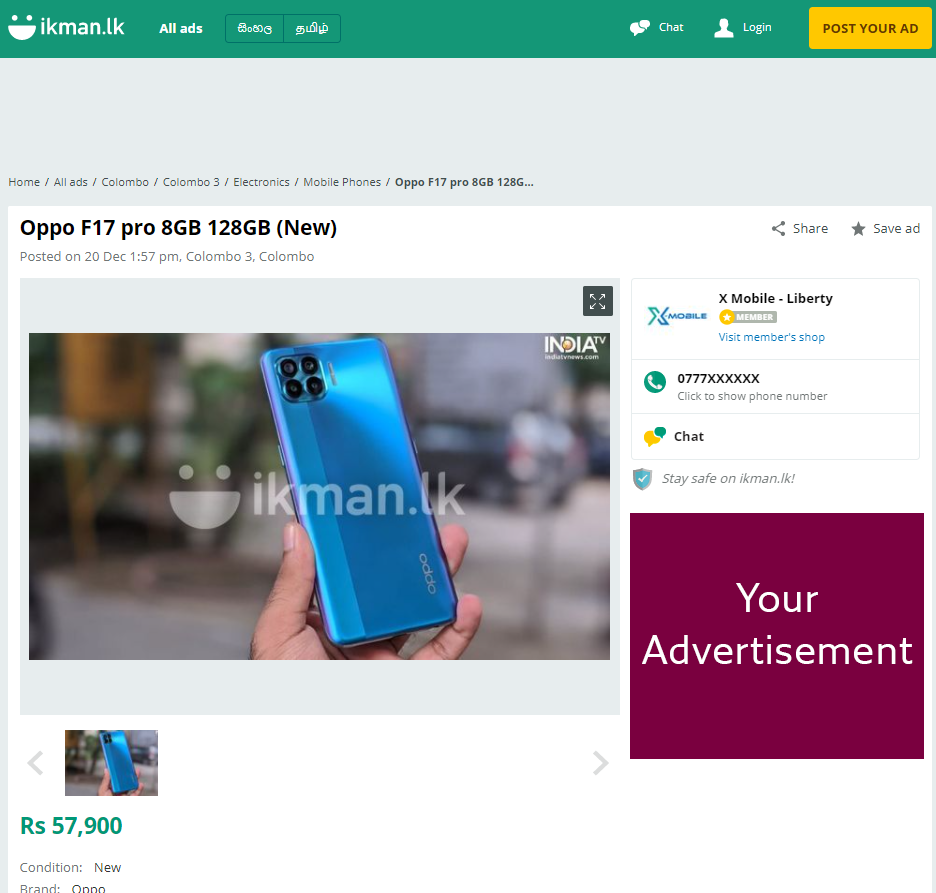 ikman.lk
All ads
සිංහල
தமிழ்
Chat
Login
POST YOUR AD
Home / All ads / Colombo / Colombo 3 / Electronics / Mobile Phones / Oppo F17 pro 8GB 128G...
Oppo F17 pro 8GB 128GB (New)
Share
Save ad
Posted on 20 Dec 1:57 pm, Colombo 3, Colombo
INDIA TV
indiatvnews.com
ikman.lk
oppo
X MOBILE
X Mobile - Liberty
MEMBER
Visit member's shop
0777XXXXXX
Click to show phone number
Chat
Stay safe on ikman.lk!
Your
Advertisement
Rs 57,900
Condition: New
Brand: Oppo